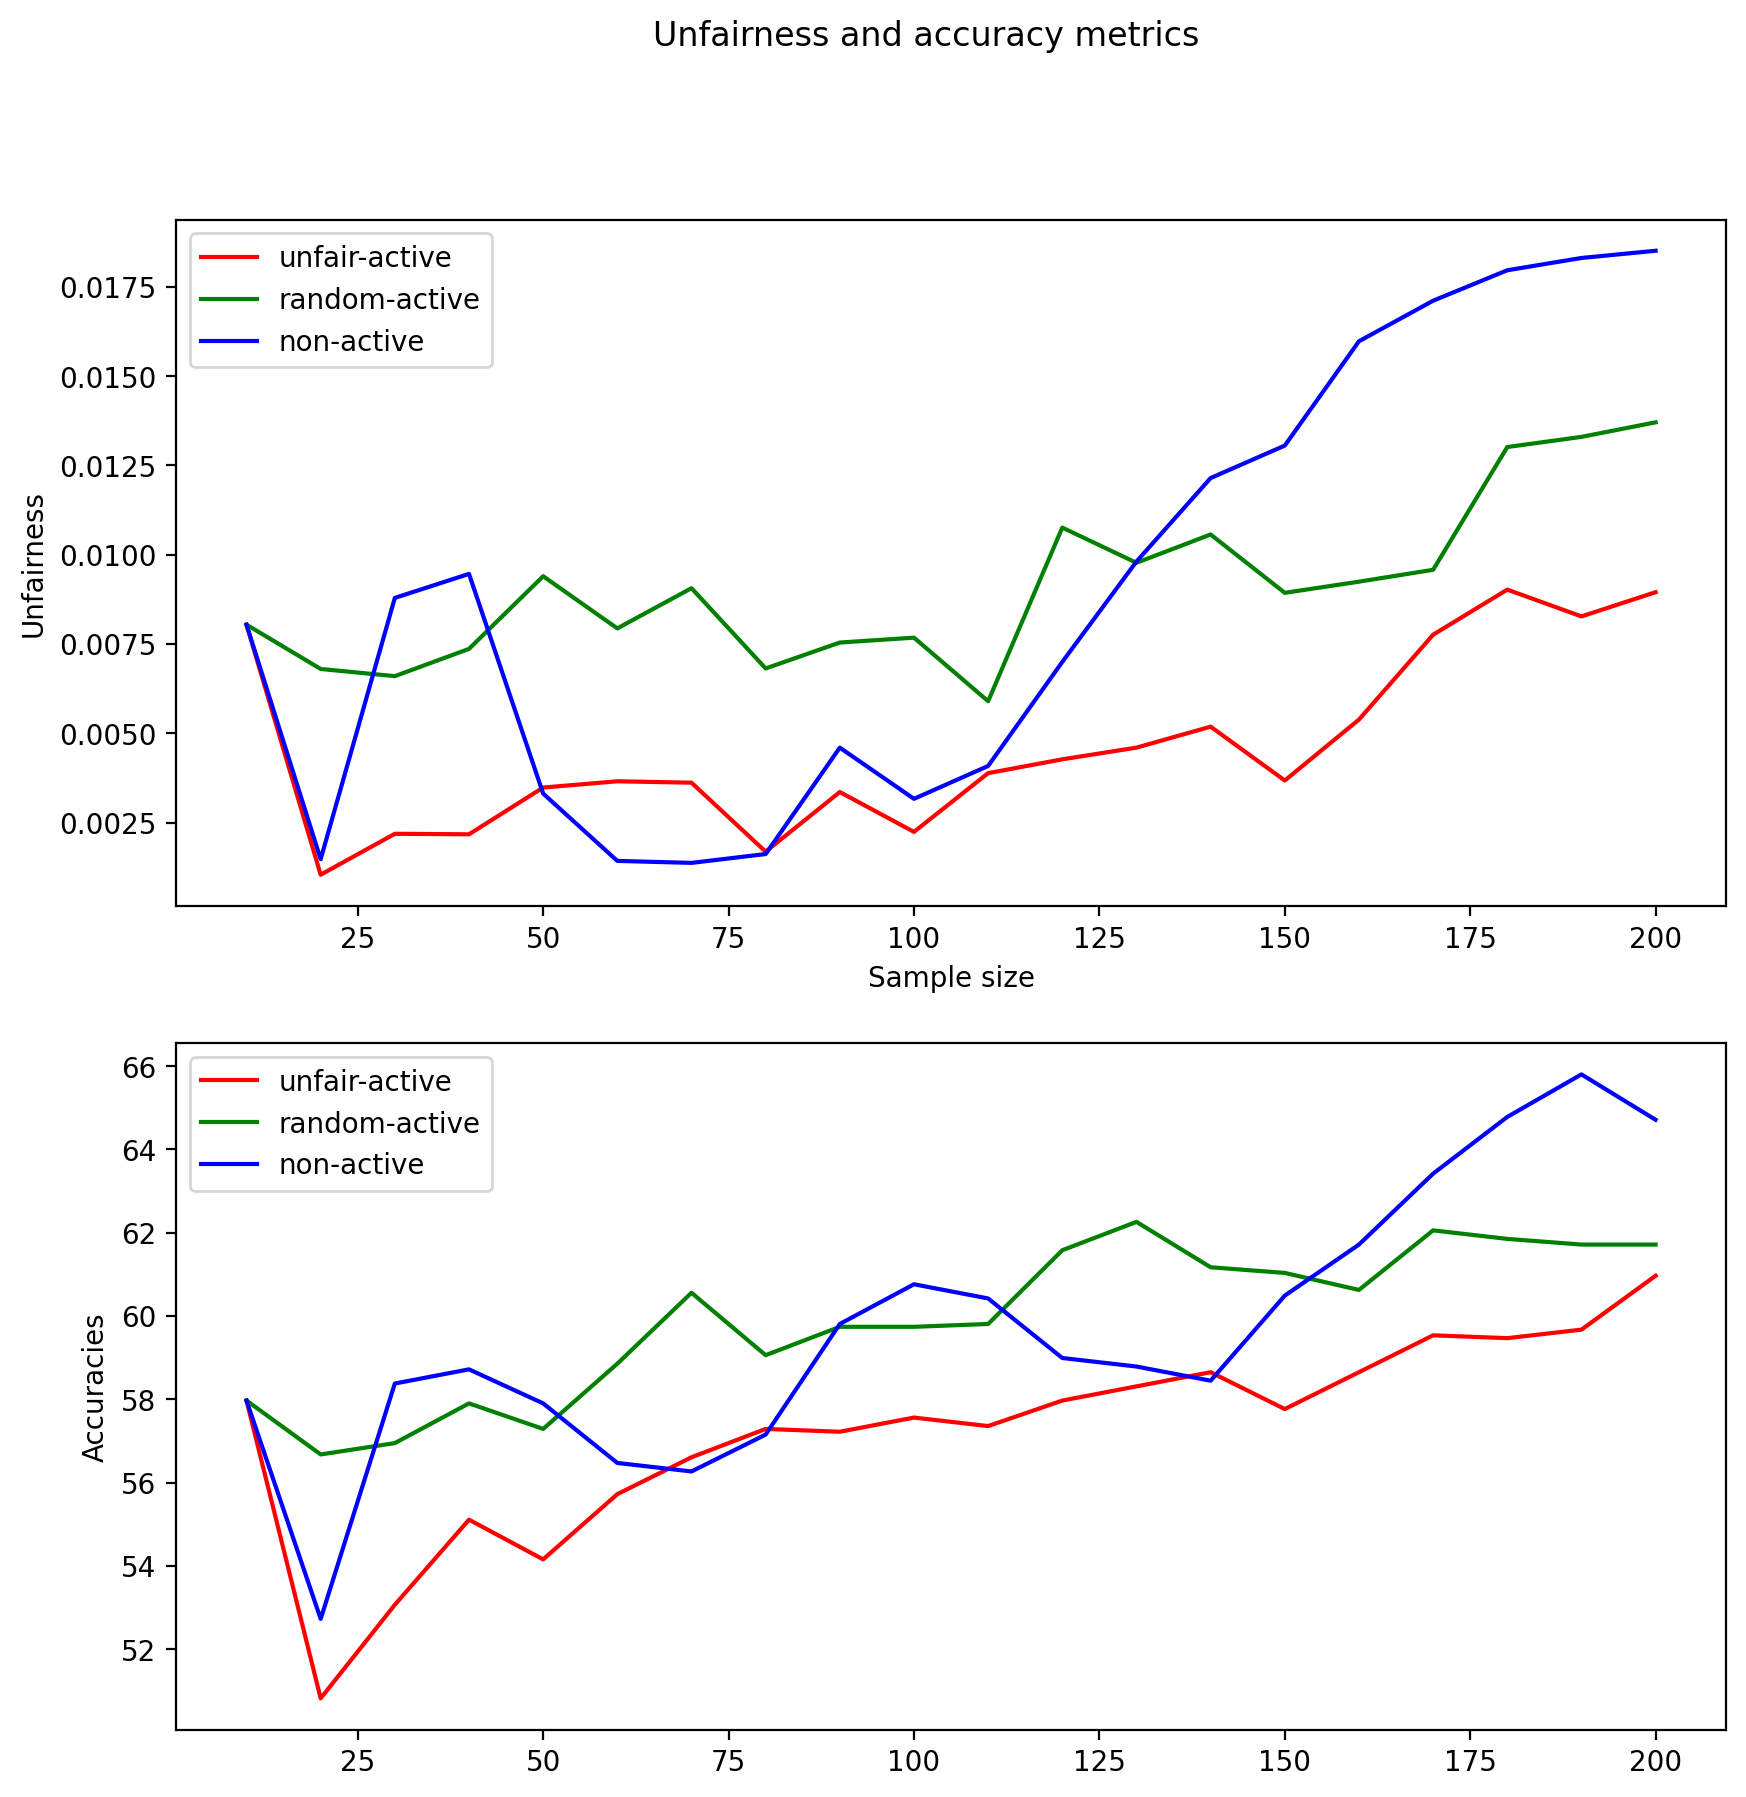 Unfairness and accuracy metrics
unfair-active
random-active
non-active
0.0175
0.0150
0.0125
0.0100
0.0075
0.0050
0.0025
Unfairness
25 50 75 100 125 150 175 200
Sample size
unfair-active
random-active
non-active
66
64
62
60
58
56
54
52
Accuracies
25 50 75 100 125 150 175 200